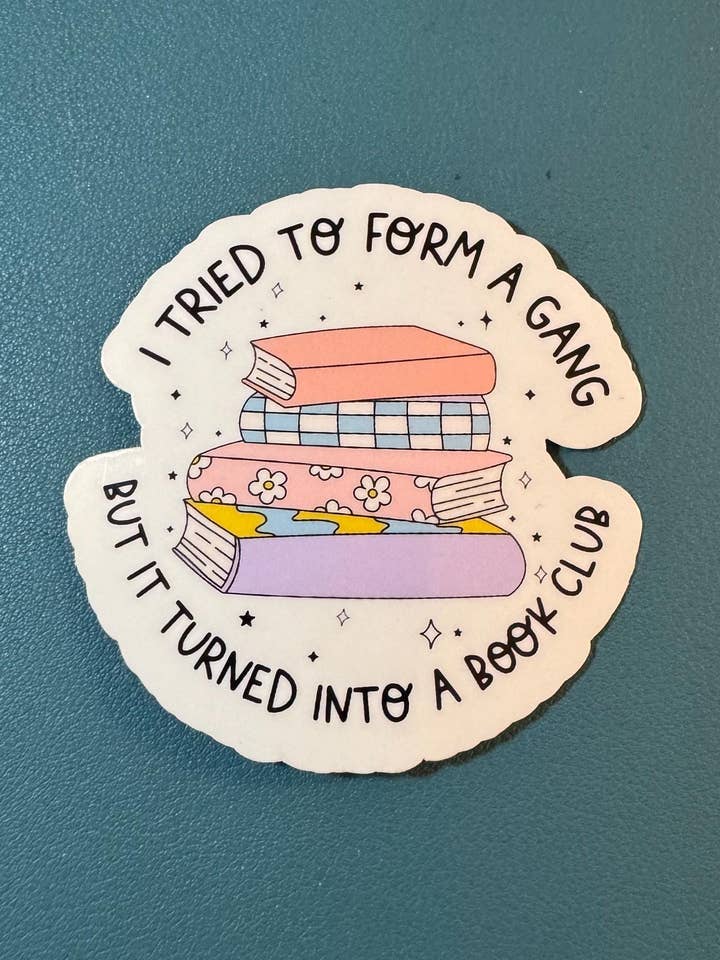 I TRIED TO FORM A GANG
BUT IT TURNED INTO A BOOK CLUB